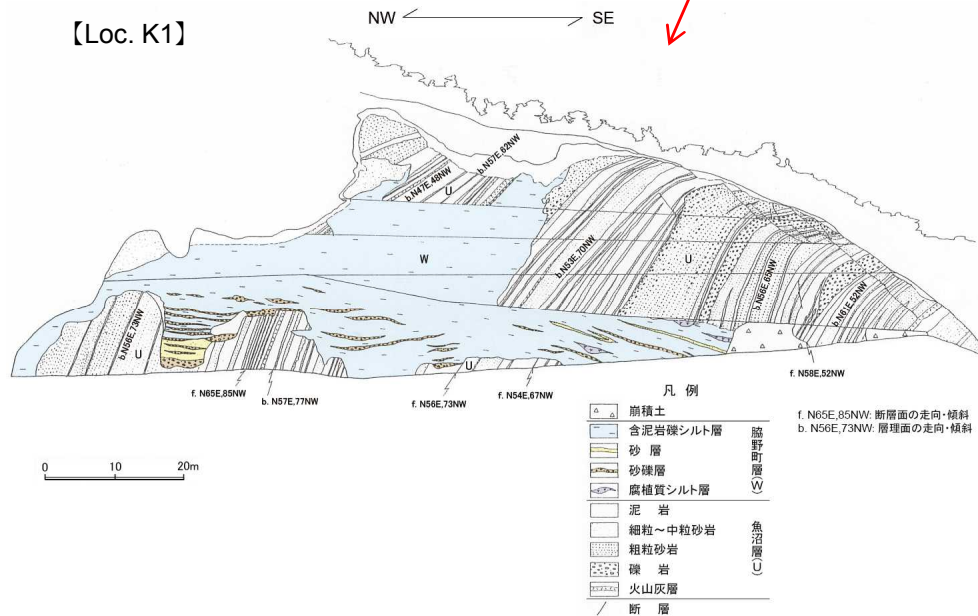 NW SE
【Loc. K1】
b.N57E,62NW
b.N47E,48NW
U
W
b.N53E,70NW
U
b.N56E,65NW
b.N61E,52NW
b.N56E,73NW
U
U
f. N65E,85NW
b. N57E,77NW
f. N56E,73NW
f. N54E,67NW
f. N58E,52NW
0 10 20m
凡 例
崩積土
含泥岩礫シルト層
砂 層
砂礫層
腐植質シルト層
脇野町層(W)
泥 岩
細粒~中粒砂岩
粗粒砂岩
礫 岩
火山灰層
魚沼層(U)
断 層
f. N65E,85NW: 断層面の走向・傾斜
b. N56E,73NW: 層理面の走向・傾斜